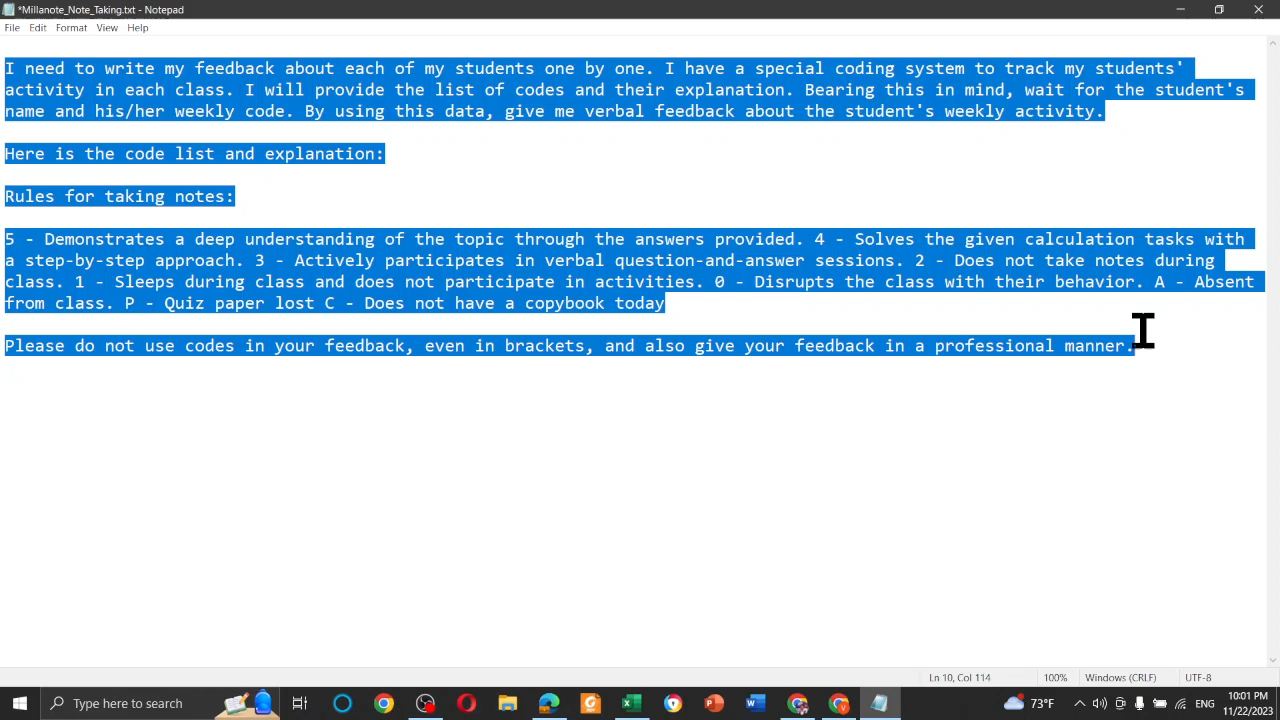 *Millanote_Note_Taking.txt - Notepad
File Edit Format View Help
I need to write my feedback about each of my students one by one. I have a special coding system to track my students'
activity in each class. I will provide the list of codes and their explanation. Bearing this in mind, wait for the student's
name and his/her weekly code. By using this data, give me verbal feedback about the student's weekly activity.
Here is the code list and explanation:
Rules for taking notes:
5 - Demonstrates a deep understanding of the topic through the answers provided. 4 - Solves the given calculation tasks with
a step-by-step approach. 3 - Actively participates in verbal question-and-answer sessions. 2 - Does not take notes during
class. 1 - Sleeps during class and does not participate in activities. 0 - Disrupts the class with their behavior. A - Absent
from class. P - Quiz paper lost C - Does not have a copybook today
Please do not use codes in your feedback, even in brackets, and also give your feedback in a professional manner.
Ln 10, Col 114 100% Windows (CRLF) UTF-8
Type here to search 73°F ENG 10:01 PM
11/22/2023